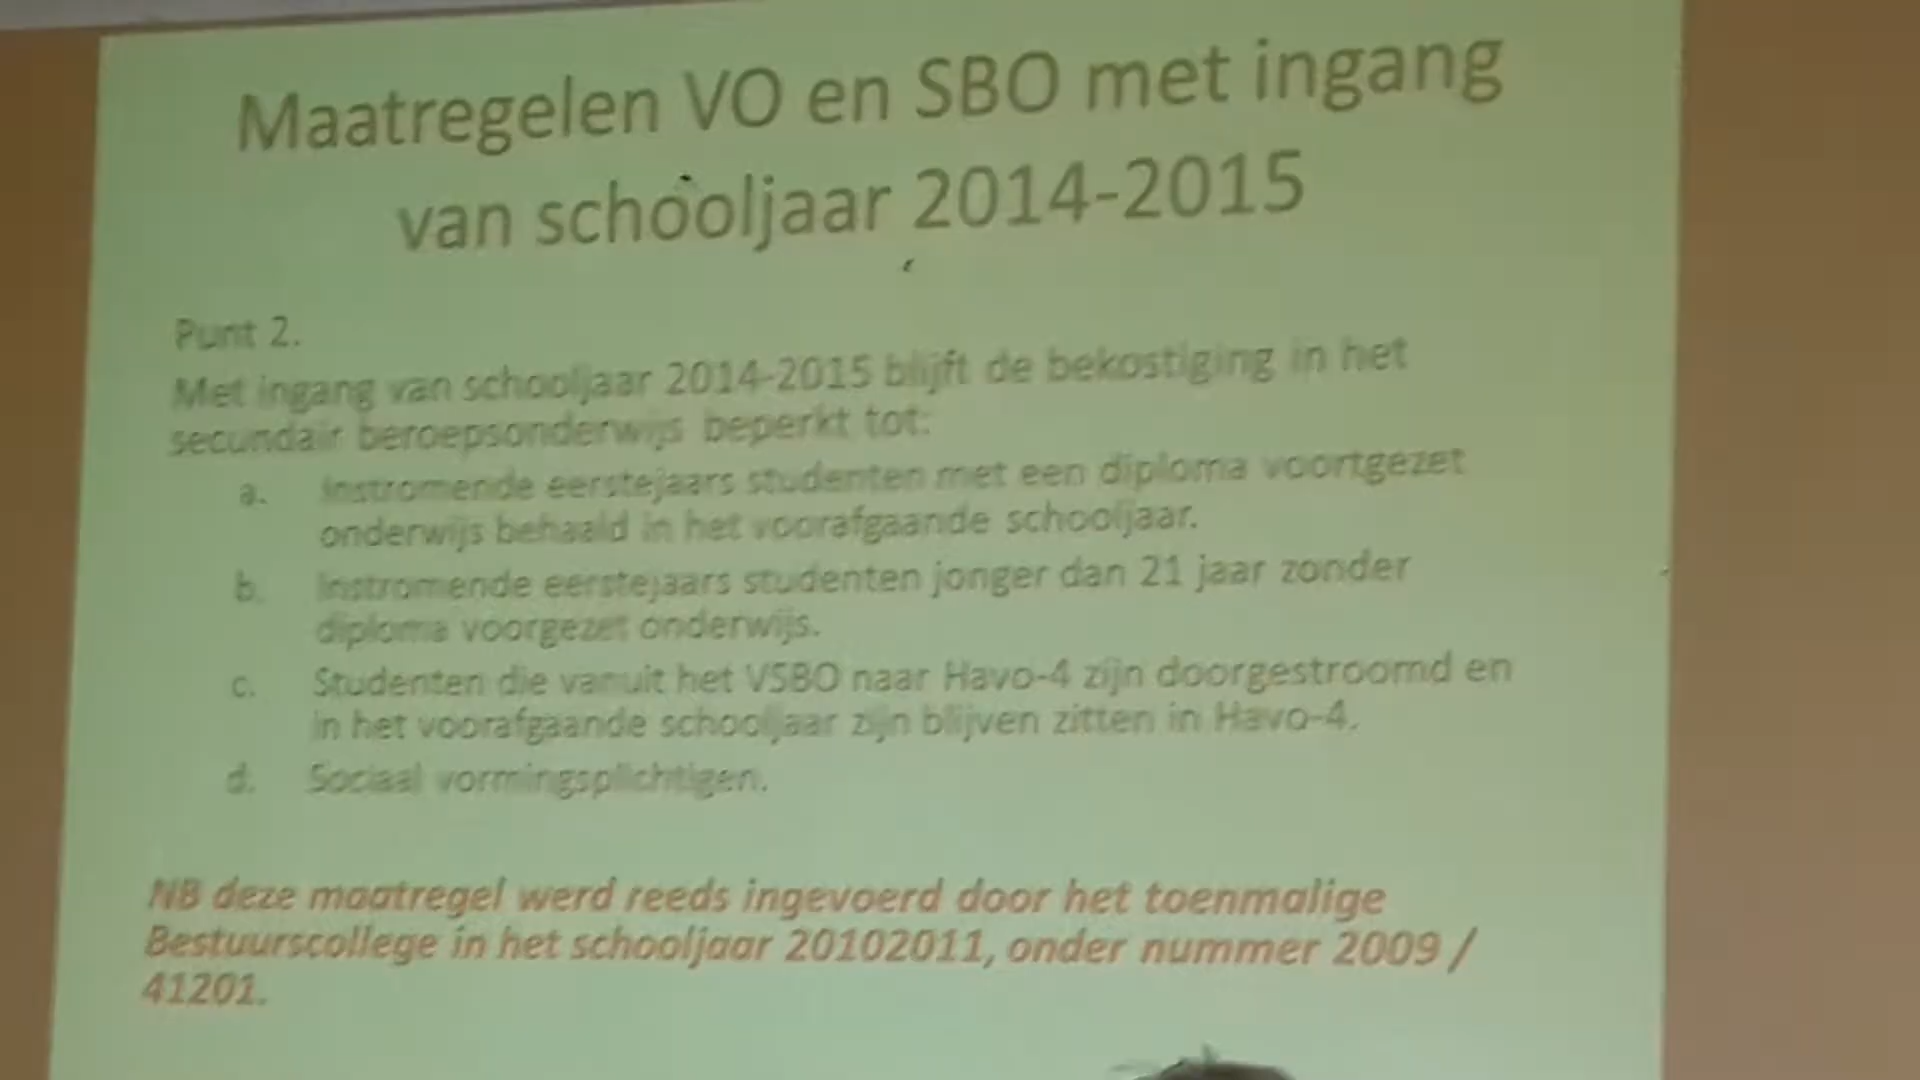 Maatregelen VO en SBO met ingang
van schooljaar 2014-2015
Punt 2.
Met ingang van schooljaar 2014-2015 blijft de bekostiging in het
secundair beroepsonderwijs beperkt tot:
a. Instromende eerstejaars studenten met een diploma voortgezet
onderwijs behaald in het voorafgaande schooljaar.
b. Instromende eerstejaars studenten jonger dan 21 jaar zonder
diploma voorgezet onderwijs.
c. Studenten die vanuit het VSBO naar Havo-4 zijn doorgestroomd en
in het voorafgaande schooljaar zijn blijven zitten in Havo-4.
d. Sociaal vormingsplichtigen.
NB deze maatregel werd reeds ingevoerd door het toenmalige
Bestuurscollege in het schooljaar 20102011, onder nummer 2009 /
41201.